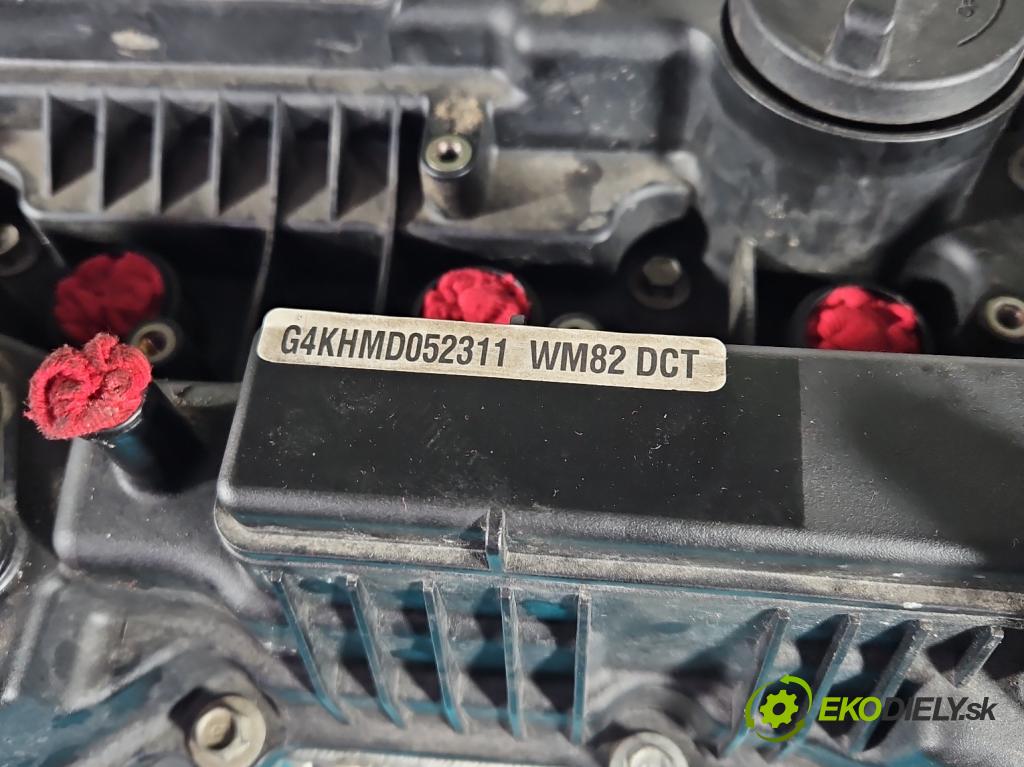 G4KHMD052311 WM82 DCT
EKODIELY.sk